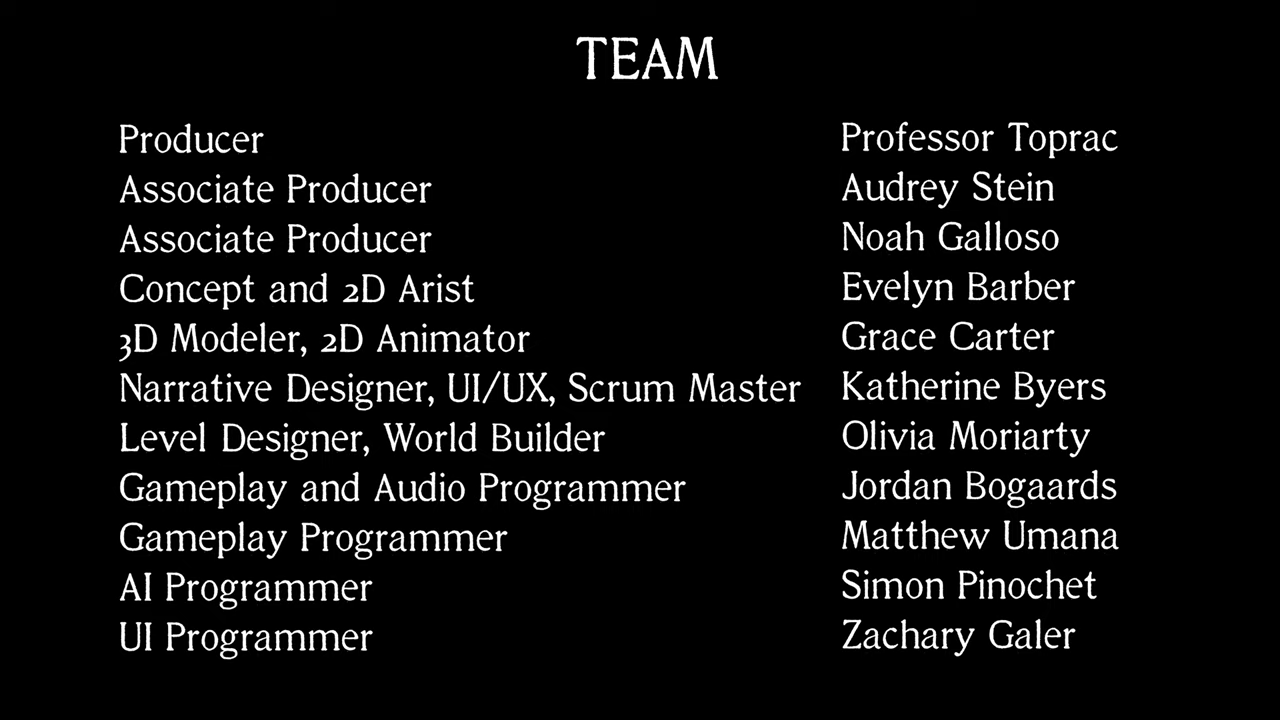 TEAM
Producer Professor Toprac
Associate Producer Audrey Stein
Associate Producer Noah Galloso
Concept and 2D Arist Evelyn Barber
3D Modeler, 2D Animator Grace Carter
Narrative Designer, UI/UX, Scrum Master Katherine Byers
Level Designer, World Builder Olivia Moriarty
Gameplay and Audio Programmer Jordan Bogaards
Gameplay Programmer Matthew Umana
AI Programmer Simon Pinochet
UI Programmer Zachary Galer